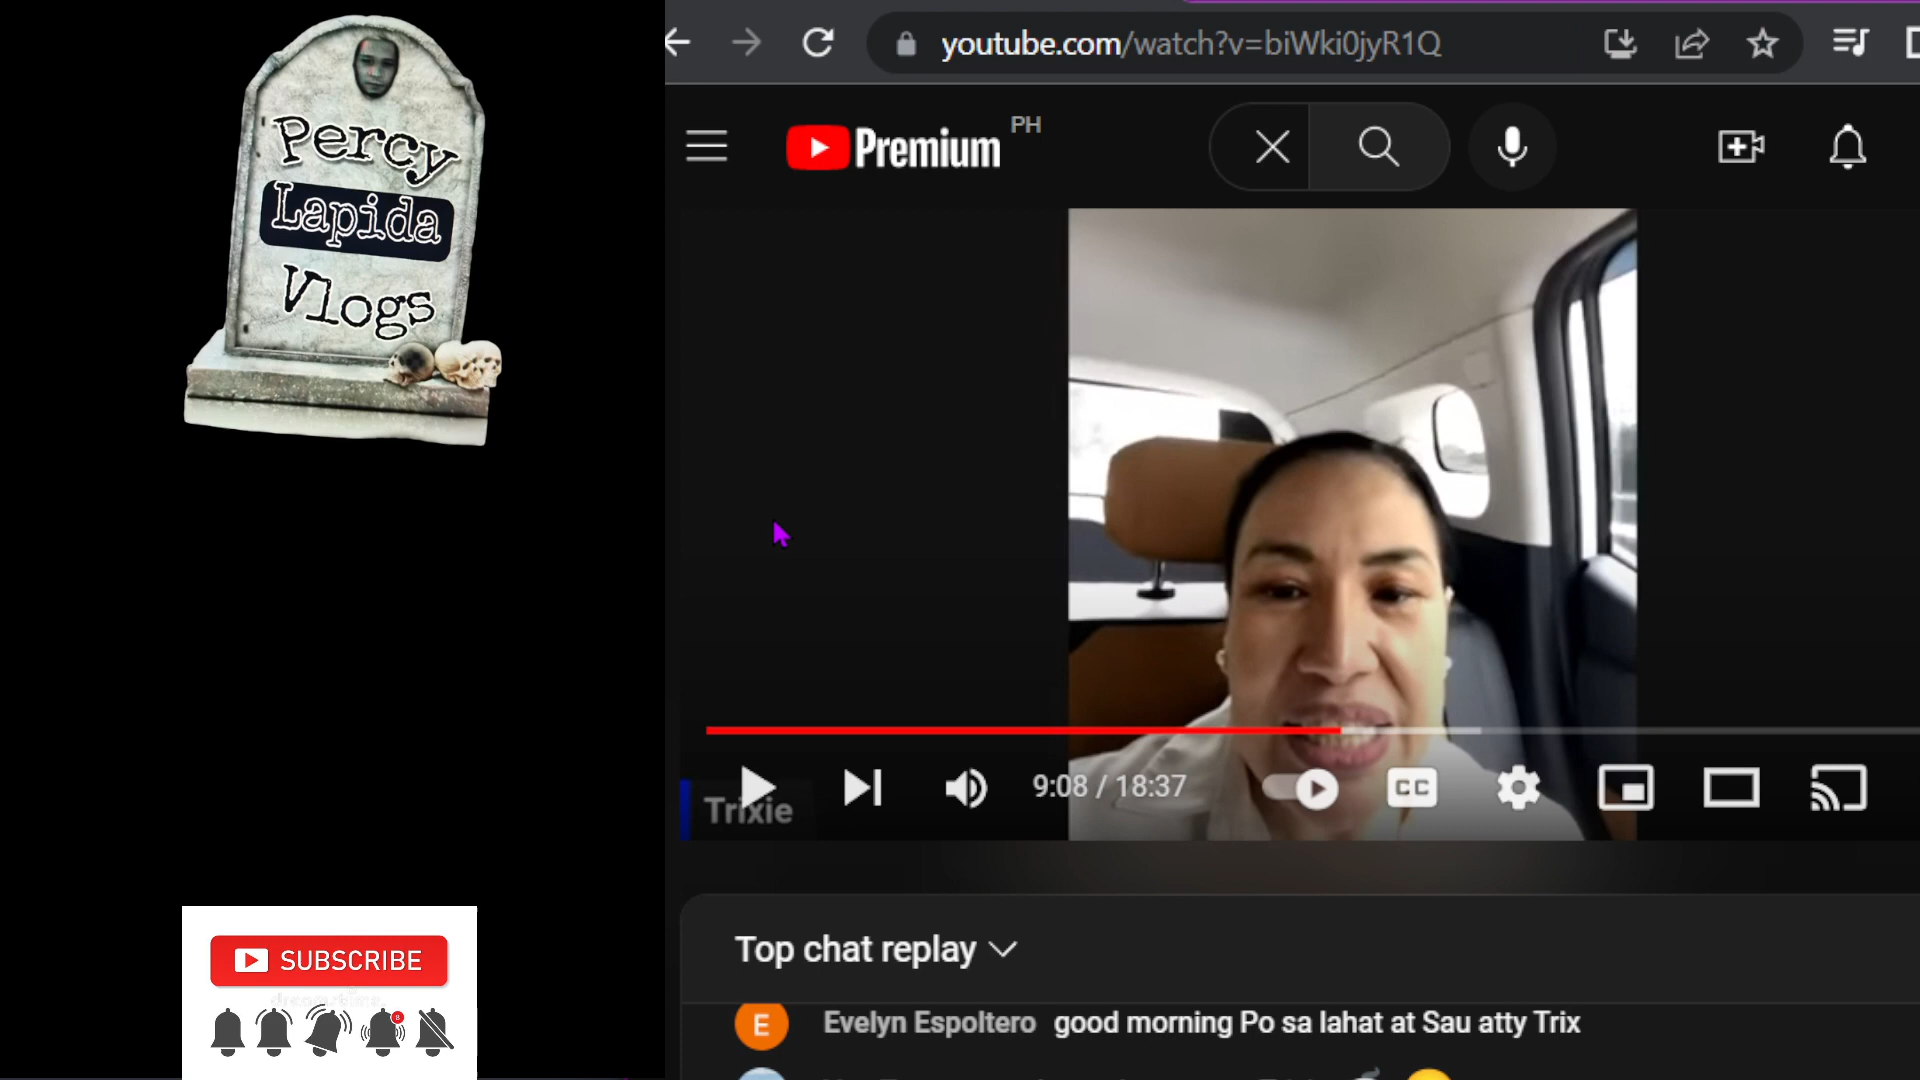 Percy
Lapida
Vlogs
SUBSCRIBE
youtube.com/watch?v=biWki0jyR1Q
Premium PH
9:08 / 18:37
CC
Trixie
Top chat replay
E
Evelyn Espoltero good morning Po sa lahat at Sau atty Trix